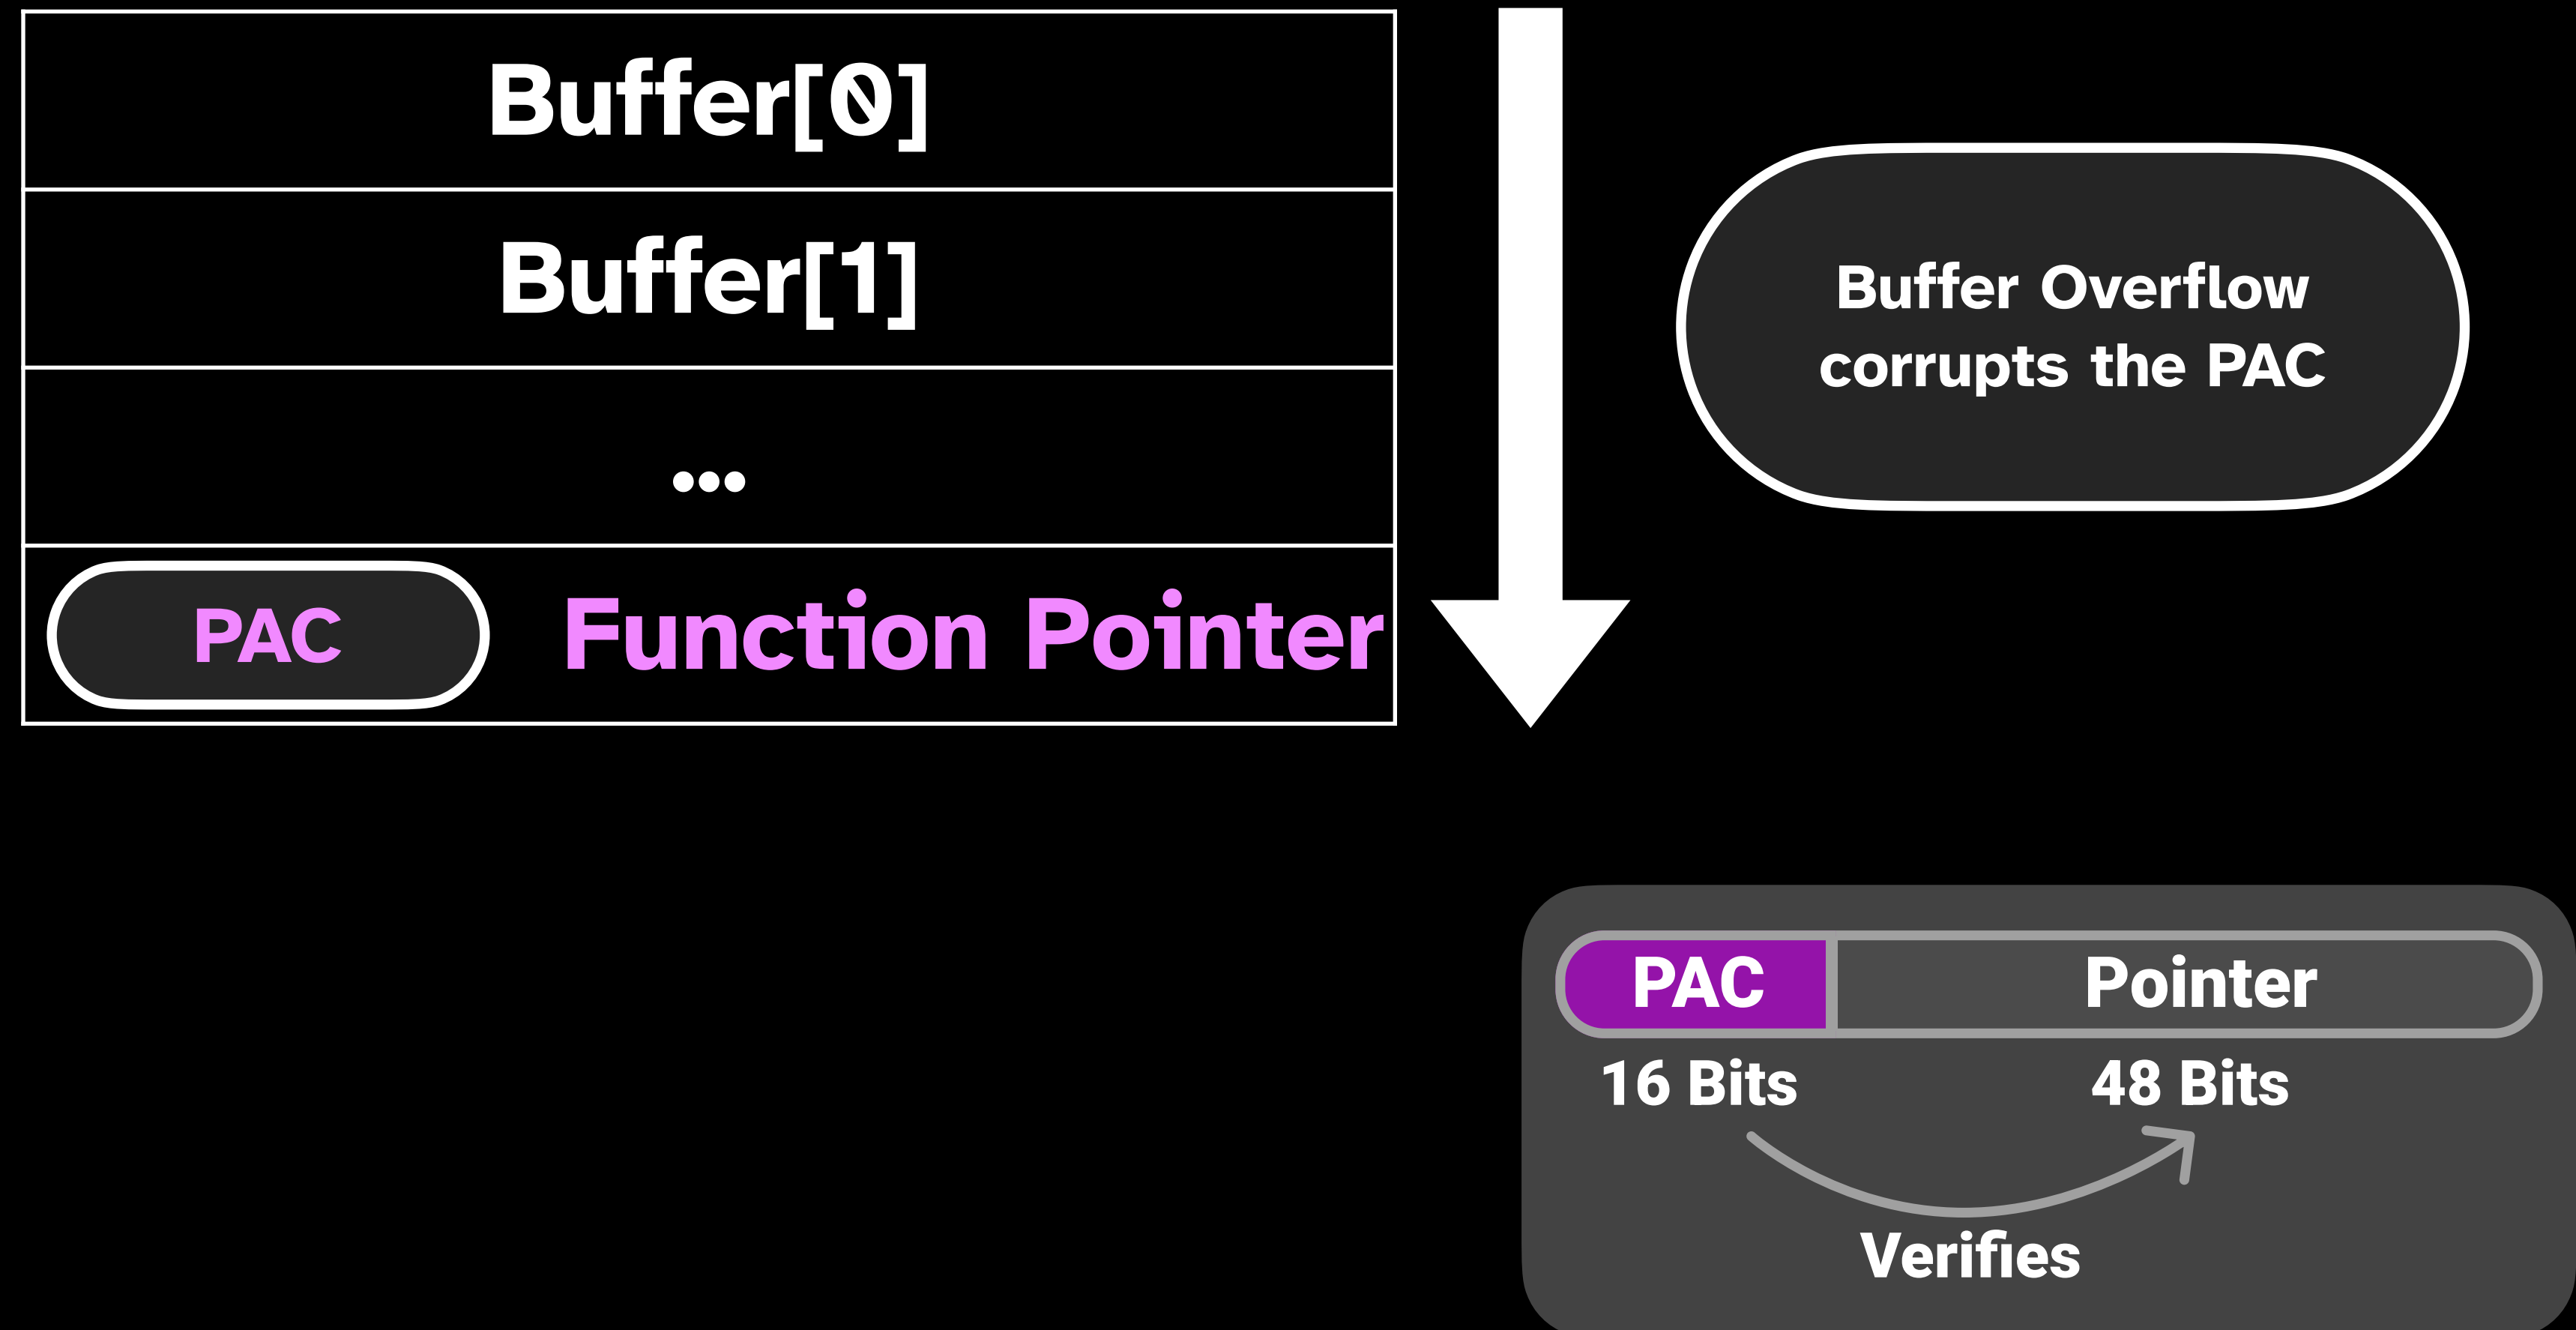 Buffer[0]
Buffer[1]
...
PAC Function Pointer
Buffer Overflow
corrupts the PAC
PAC Pointer
16 Bits 48 Bits
Verifies